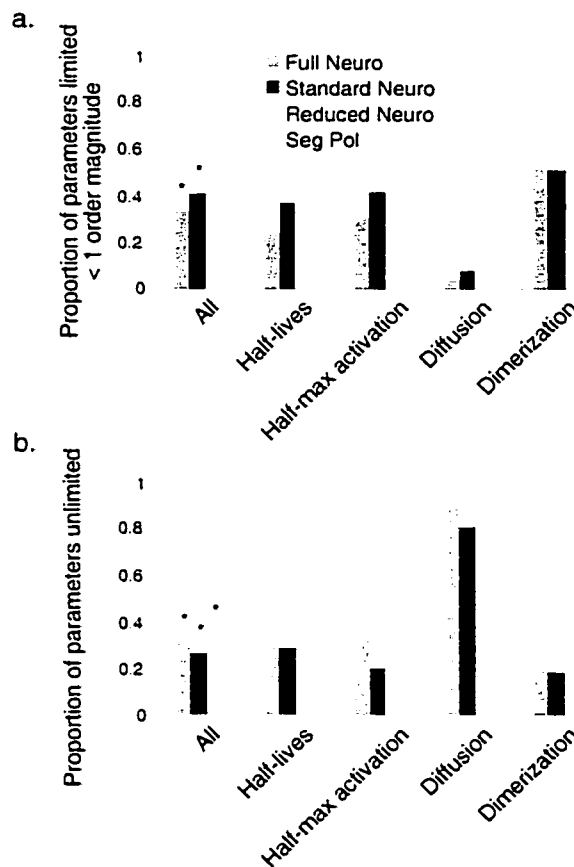 a.
Proportion of parameters limited
< 1 order magnitude
1
0.8
0.6
0.4
0.2
0
Full Neuro
Standard Neuro
Reduced Neuro
Seg Pol
All
Half-lives
Half-max activation
Diffusion
Dimerization
b.
Proportion of parameters unlimited
1
0.8
0.6
0.4
0.2
0
All
Half-lives
Half-max activation
Diffusion
Dimerization